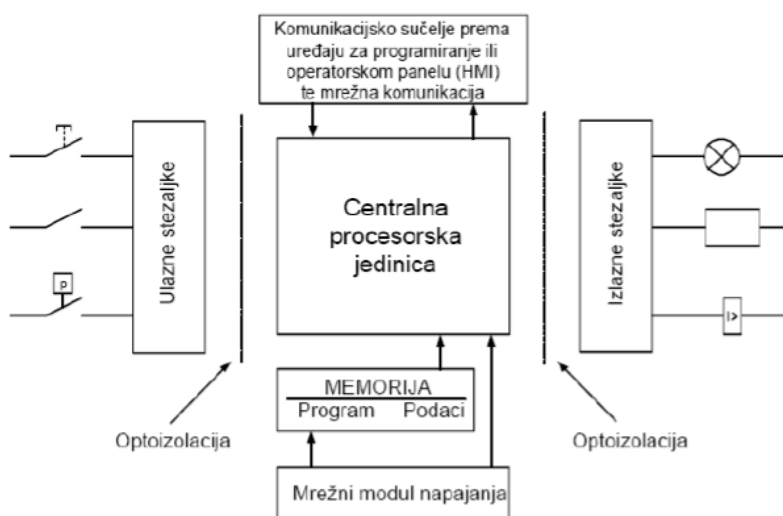 Komunikacijsko sučelje prema
uređaju za programiranje ili
operatorskom panelu (HMI)
te mrežna komunikacija
Ulazne stezaljke
Centralna
procesorska
jedinica
Izlazne stezaljke
p
I>
MEMORIJA
Program Podaci
Optoizolacija
Optoizolacija
Mrežni modul napajanja